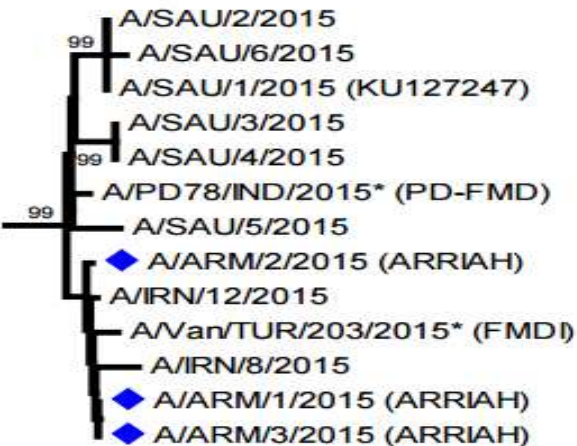 A/SAU/2/2015
99
A/SAU/6/2015
A/SAU/1/2015 (KU127247)
A/SAU/3/2015
99
A/SAU/4/2015
A/PD78/IND/2015* (PD-FMD)
99
A/SAU/5/2015
A/ARM/2/2015 (ARRIAH)
A/IRN/12/2015
A/Van/TUR/203/2015* (FMDI)
A/IRN/8/2015
A/ARM/1/2015 (ARRIAH)
A/ARM/3/2015 (ARRIAH)